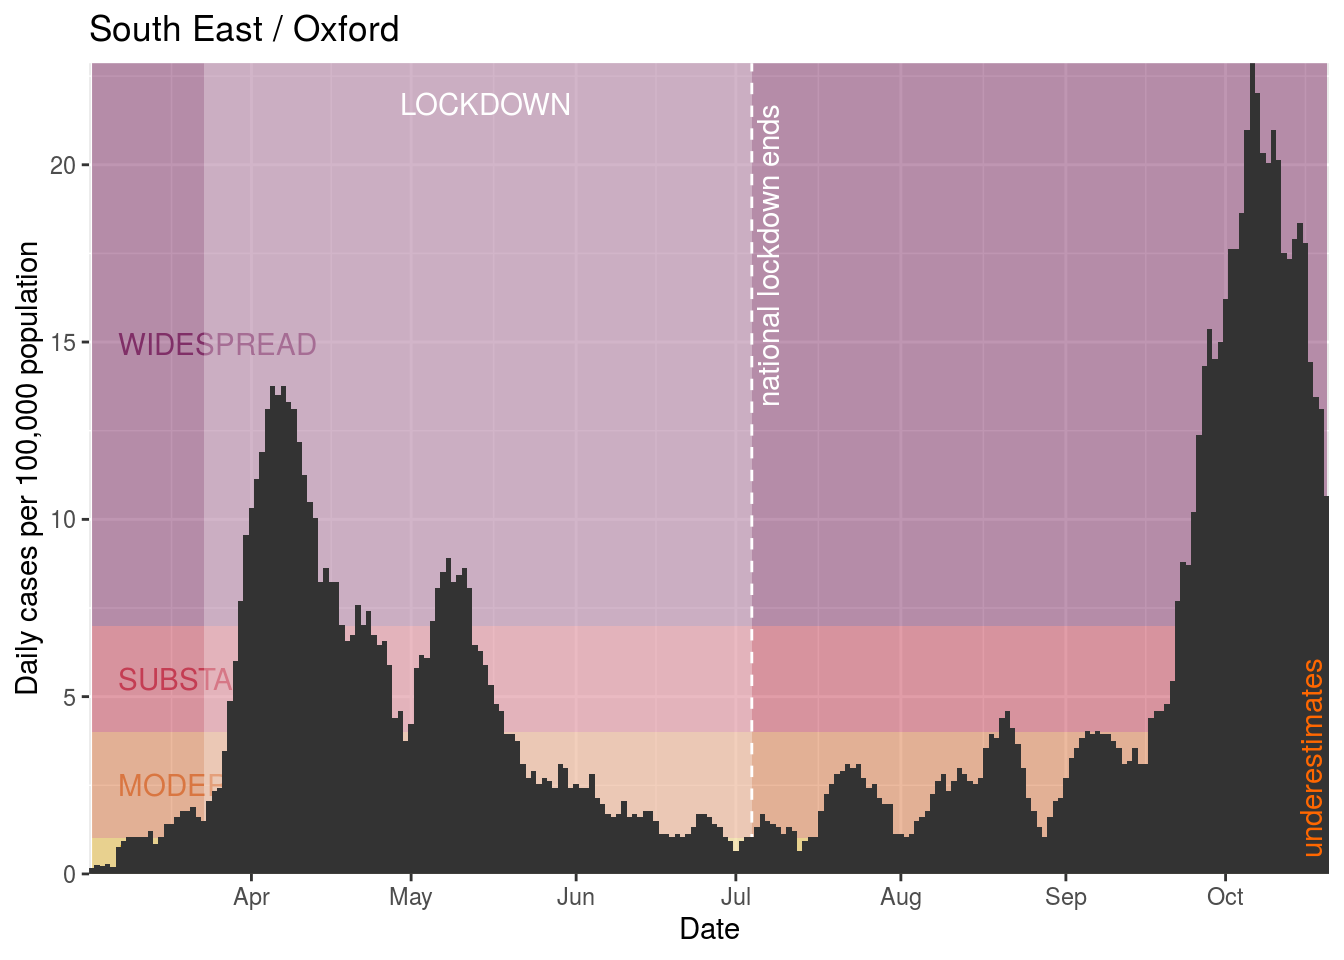 South East / Oxford
LOCKDOWN
national lockdown ends
WIDESPREAD
SUBSTA
MODER
underestimates
Daily cases per 100,000 population
20
15
10
5
0
Apr May Jun Jul Aug Sep Oct
Date